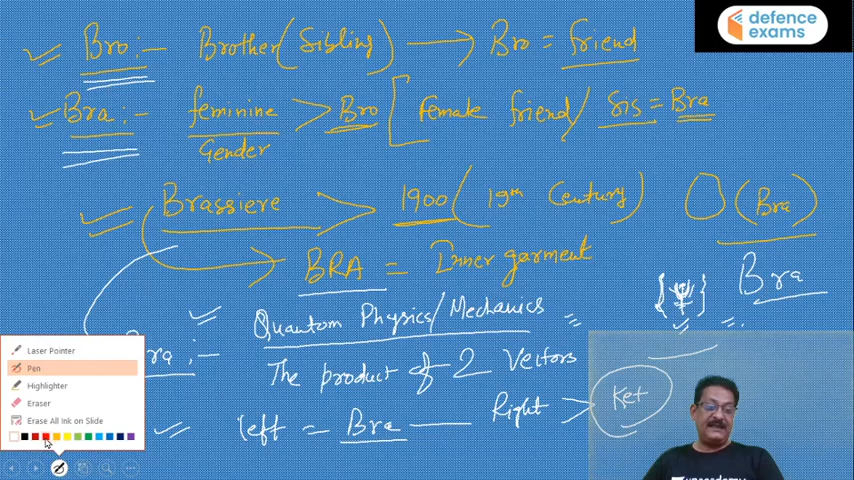 defence
exams
Bro :- Brother (Sibling) → Bro = friend
Bra :- feminine > Bro [ Female friend / Sis = Bra
Gender
Brassiere > 1900 (19th Century) O (Bra)
BRA = Inner garment
Bra
{Ψ}
Quantom Physics/Mechanics =
ra :-
The product of 2 Vectors
left = Bra — Right > Ket
Laser Pointer
Pen
Highlighter
Eraser
Erase All Ink on Slide